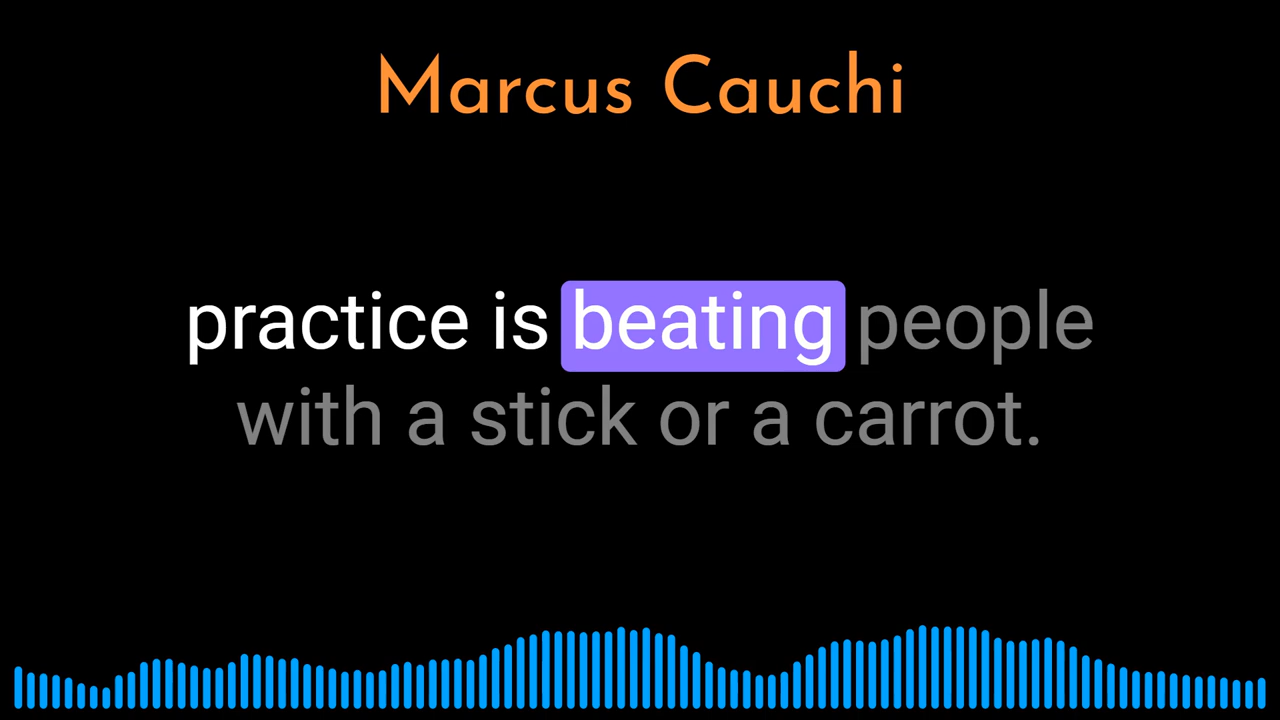 Marcus Cauchi
practice is beating people
with a stick or a carrot.